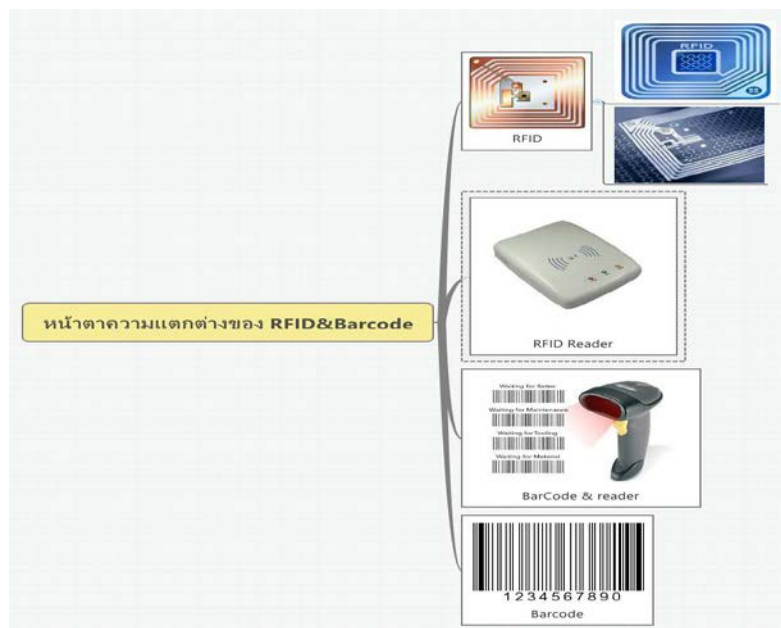 หน้าตาความแตกต่างของ RFID&Barcode
RFID
RFID
RFID Reader
Waiting for Setter
Waiting for Maintenance
Waiting for Tooling
Waiting for Material
BarCode & reader
1234567890
Barcode